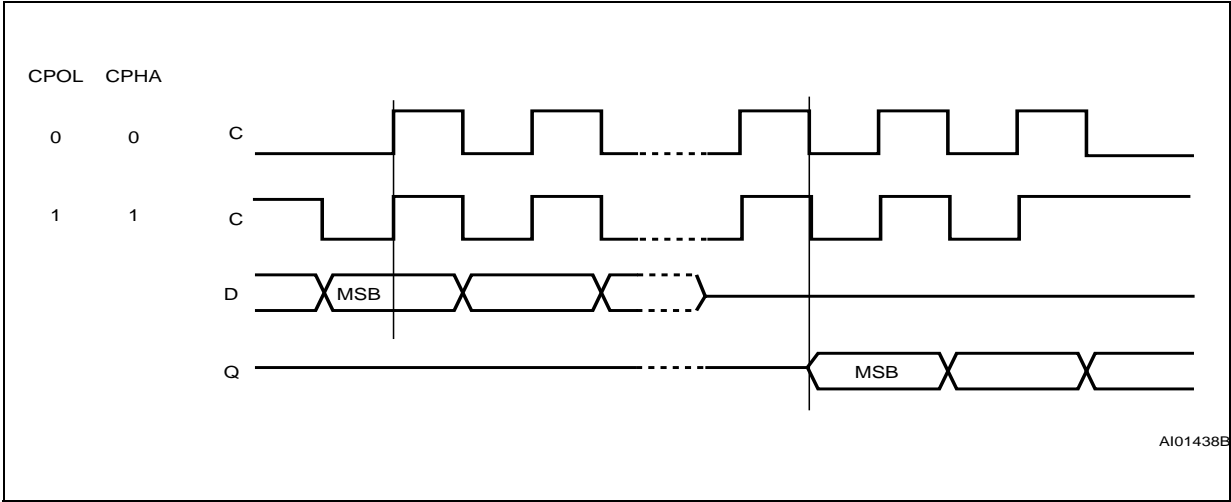 CPOL CPHA
0 0 C
1 1 C
D MSB
Q MSB
AI01438B